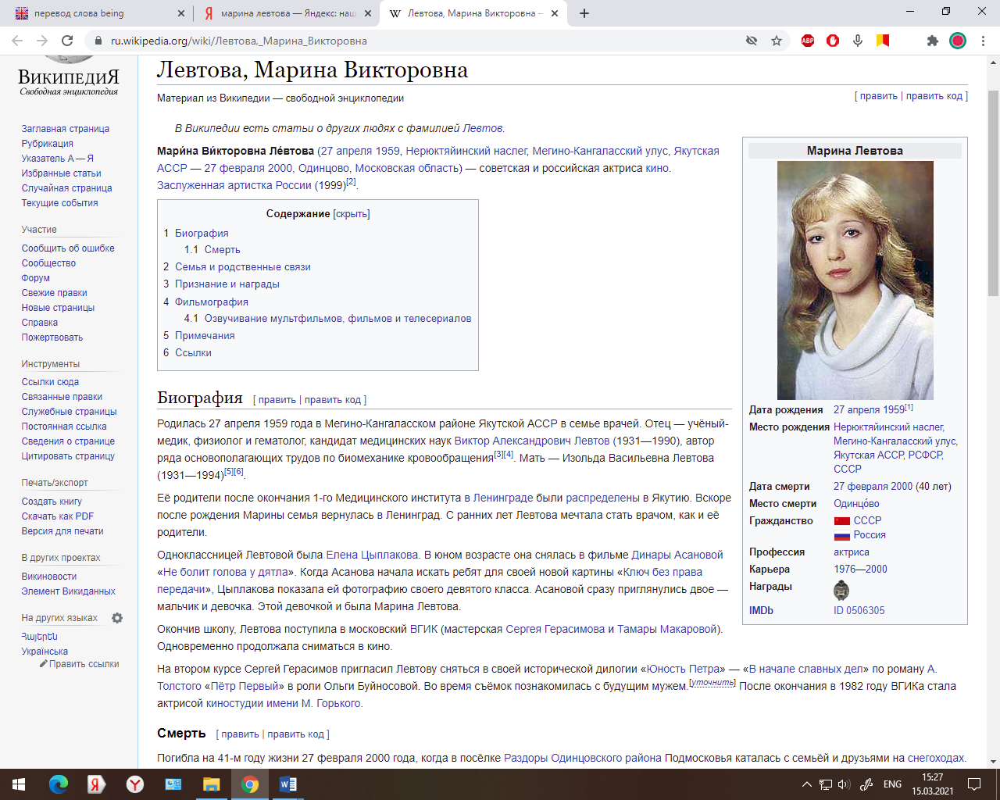 перевод слова being
марина левтова — Яндекс: наш
Левтова, Марина Викторовна –
ru.wikipedia.org/wiki/Левтова,_Марина_Викторовна
ABP
ВИКИПЕДИЯ
Свободная энциклопедия
Заглавная страница
Рубрикация
Указатель А — Я
Избранные статьи
Случайная страница
Текущие события
Участие
Сообщить об ошибке
Сообщество
Форум
Свежие правки
Новые страницы
Справка
Пожертвовать
Инструменты
Ссылки сюда
Связанные правки
Служебные страницы
Постоянная ссылка
Сведения о странице
Цитировать страницу
Печать/экспорт
Создать книгу
Скачать как PDF
Версия для печати
В других проектах
Викиновости
Элемент Викиданных
На других языках
Հայերեն
Українська
Править ссылки
Левтова, Марина Викторовна
Материал из Википедии — свободной энциклопедии
[ править | править код ]
В Википедии есть статьи о других людях с фамилией Левтов.
Мари́на Ви́кторовна Ле́втова (27 апреля 1959, Нерюктяйинский наслег, Мегино-Кангаласский улус, Якутская
АССР — 27 февраля 2000, Одинцово, Московская область) — советская и российская актриса кино.
Заслуженная артистка России (1999)[2].
Содержание [скрыть]
1 Биография
1.1 Смерть
2 Семья и родственные связи
3 Признание и награды
4 Фильмография
4.1 Озвучивание мультфильмов, фильмов и телесериалов
5 Примечания
6 Ссылки
Биография [ править | править код ]
Родилась 27 апреля 1959 года в Мегино-Кангаласском районе Якутской АССР в семье врачей. Отец — учёный-
медик, физиолог и гематолог, кандидат медицинских наук Виктор Александрович Левтов (1931—1990), автор
ряда основополагающих трудов по биомеханике кровообращения[3][4]. Мать — Изольда Васильевна Левтова
(1931—1994)[5][6].
Её родители после окончания 1-го Медицинского института в Ленинграде были распределены в Якутию. Вскоре
после рождения Марины семья вернулась в Ленинград. С ранних лет Левтова мечтала стать врачом, как и её
родители.
Одноклассницей Левтовой была Елена Цыплакова. В юном возрасте она снялась в фильме Динары Асановой
«Не болит голова у дятла». Когда Асанова начала искать ребят для своей новой картины «Ключ без права
передачи», Цыплакова показала ей фотографию своего девятого класса. Асановой сразу приглянулись двое —
мальчик и девочка. Этой девочкой и была Марина Левтова.
Окончив школу, Левтова поступила в московский ВГИК (мастерская Сергея Герасимова и Тамары Макаровой).
Одновременно продолжала сниматься в кино.
На втором курсе Сергей Герасимов пригласил Левтову сняться в своей исторической дилогии «Юность Петра» — «В начале славных дел» по роману А.
Толстого «Пётр Первый» в роли Ольги Буйносовой. Во время съёмок познакомилась с будущим мужем.[уточнить] После окончания в 1982 году ВГИКа стала
актрисой киностудии имени М. Горького.
Смерть [ править | править код ]
Погибла на 41-м году жизни 27 февраля 2000 года, когда в посёлке Раздоры Одинцовского района Подмосковья каталась с семьёй и друзьями на снегоходах.
Марина Левтова
Дата рождения 27 апреля 1959[1]
Место рождения Нерюктяйинский наслег,
Мегино-Кангаласский улус,
Якутская АССР, РСФСР,
СССР
Дата смерти 27 февраля 2000 (40 лет)
Место смерти Одинцо́во
Гражданство СССР
Россия
Профессия актриса
Карьера 1976—2000
Награды
IMDb ID 0506305
ENG
15:27
15.03.2021